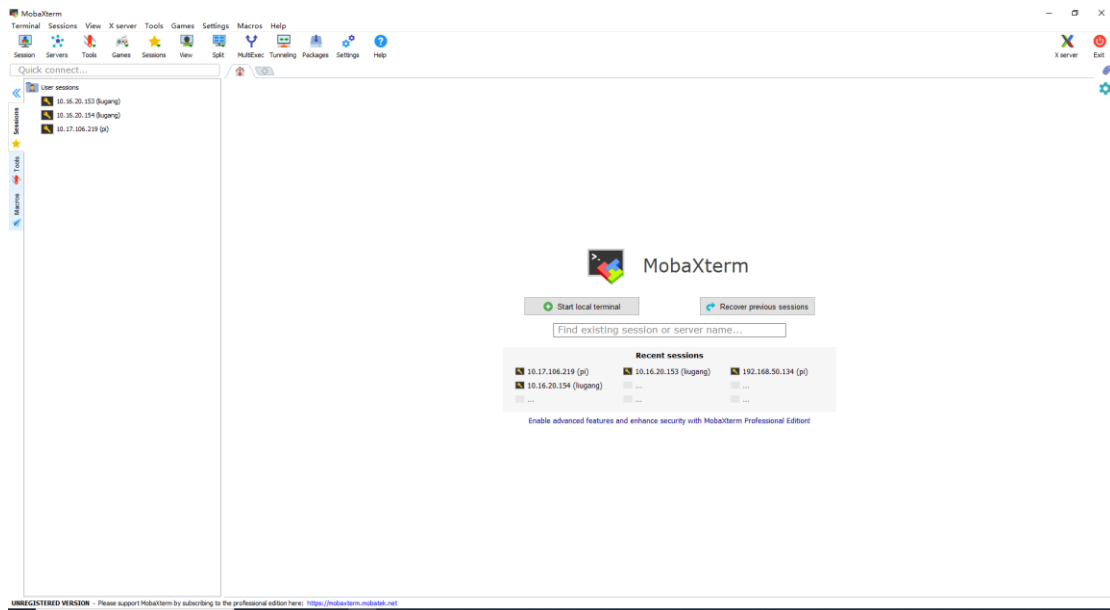 MobaXterm
Terminal Sessions View X server Tools Games Settings Macros Help
Session Servers Tools Games Sessions View Split MultiExec Tunneling Packages Settings Help X server Exit
Quick connect...
User sessions
10.16.20.153 (liugang)
10.16.20.154 (liugang)
10.17.106.219 (pi)
Sessions
Tools
Macros
MobaXterm
Start local terminal Recover previous sessions
Find existing session or server name...
Recent sessions
10.17.106.219 (pi) 10.16.20.153 (liugang) 192.168.50.134 (pi)
10.16.20.154 (liugang) ... ...
... ... ...
Enable advanced features and enhance security with MobaXterm Professional Edition!
UNREGISTERED VERSION - Please support MobaXterm by subscribing to the professional edition here: https://mobaxterm.mobatek.net